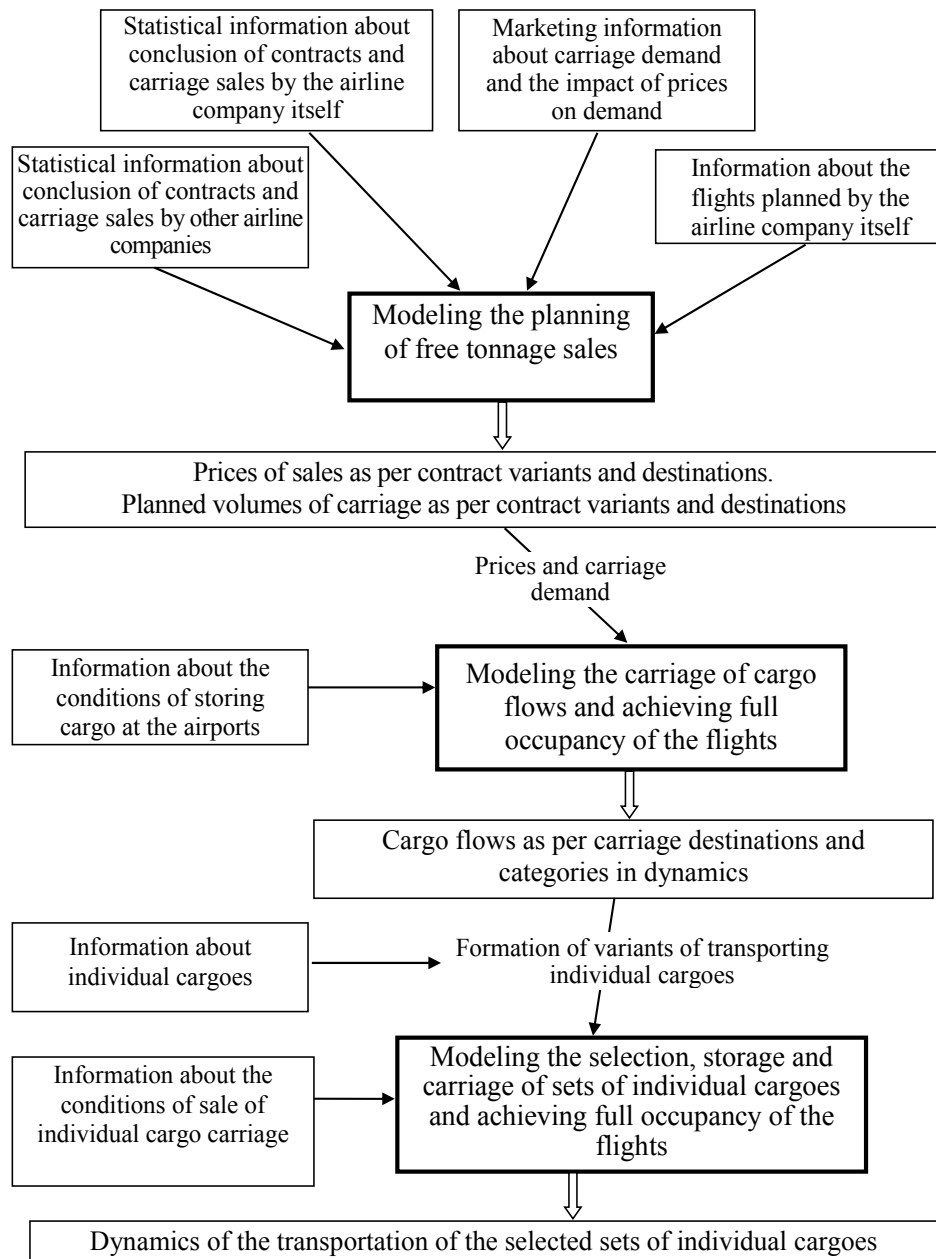 Statistical information about
conclusion of contracts and
carriage sales by the airline
company itself
Marketing information
about carriage demand
and the impact of prices
on demand
Statistical information about
conclusion of contracts and
carriage sales by other airline
companies
Information about the
flights planned by the
airline company itself
Modeling the planning
of free tonnage sales
Prices of sales as per contract variants and destinations.
Planned volumes of carriage as per contract variants and destinations
Prices and carriage
demand
Information about the
conditions of storing
cargo at the airports
Modeling the carriage of cargo
flows and achieving full
occupancy of the flights
Cargo flows as per carriage destinations and
categories in dynamics
Information about
individual cargoes
Formation of variants of transporting
individual cargoes
Information about the
conditions of sale of
individual cargo carriage
Modeling the selection, storage and
carriage of sets of individual cargoes
and achieving full occupancy of the
flights
Dynamics of the transportation of the selected sets of individual cargoes